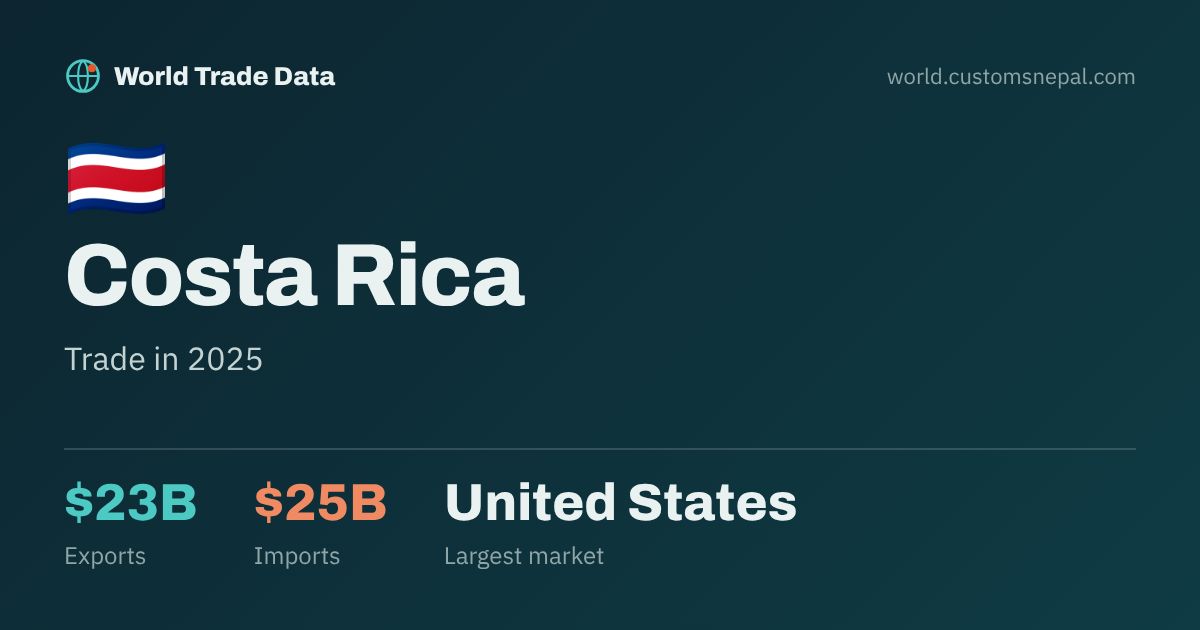 World Trade Data
world.customsnepal.com
Costa Rica
Trade in 2025
$23B
Exports
$25B
Imports
United States
Largest market